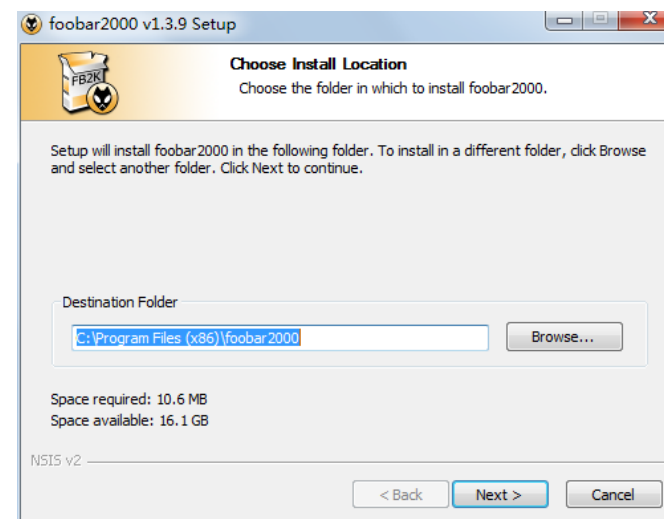 foobar2000 v1.3.9 Setup
FB2K
Choose Install Location
Choose the folder in which to install foobar2000.
Setup will install foobar2000 in the following folder. To install in a different folder, click Browse
and select another folder. Click Next to continue.
Destination Folder
C:\Program Files (x86)\foobar2000
Browse...
Space required: 10.6 MB
Space available: 16.1 GB
NSIS v2
< Back
Next >
Cancel